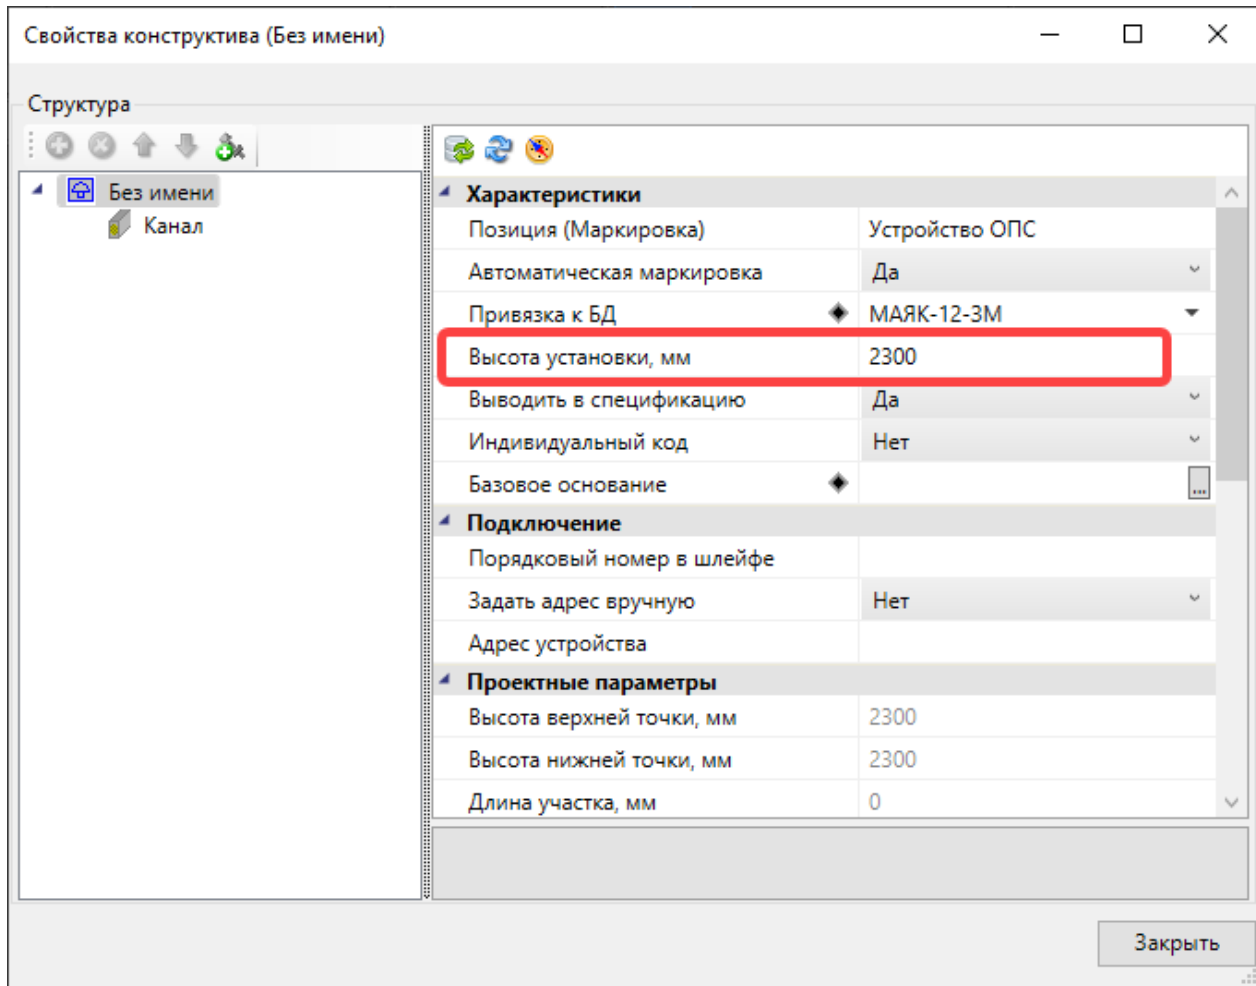 Свойства конструктива (Без имени)
Структура
Без имени
Канал
Характеристики
Позиция (Маркировка) Устройство ОПС
Автоматическая маркировка Да
Привязка к БД МАЯК-12-3М
Высота установки, мм 2300
Выводить в спецификацию Да
Индивидуальный код Нет
Базовое основание ...
Подключение
Порядковый номер в шлейфе
Задать адрес вручную Нет
Адрес устройства
Проектные параметры
Высота верхней точки, мм 2300
Высота нижней точки, мм 2300
Длина участка, мм 0
Закрыть